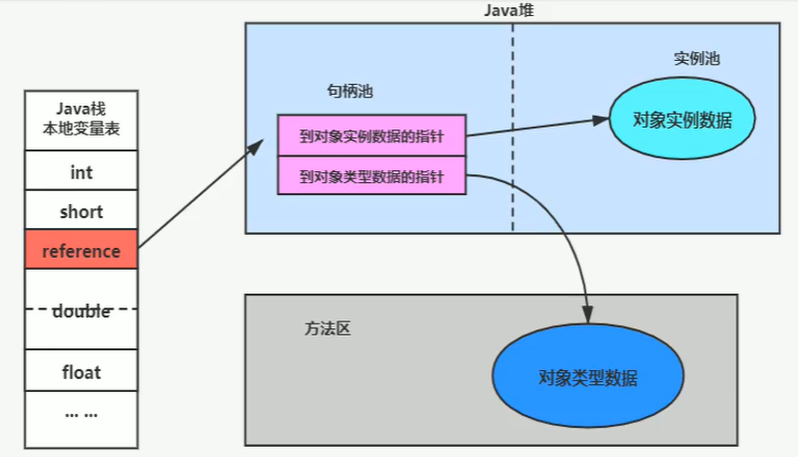 Java堆
Java栈
本地变量表
int
short
reference
double
float
... ...
句柄池
到对象实例数据的指针
到对象类型数据的指针
实例池
对象实例数据
方法区
对象类型数据